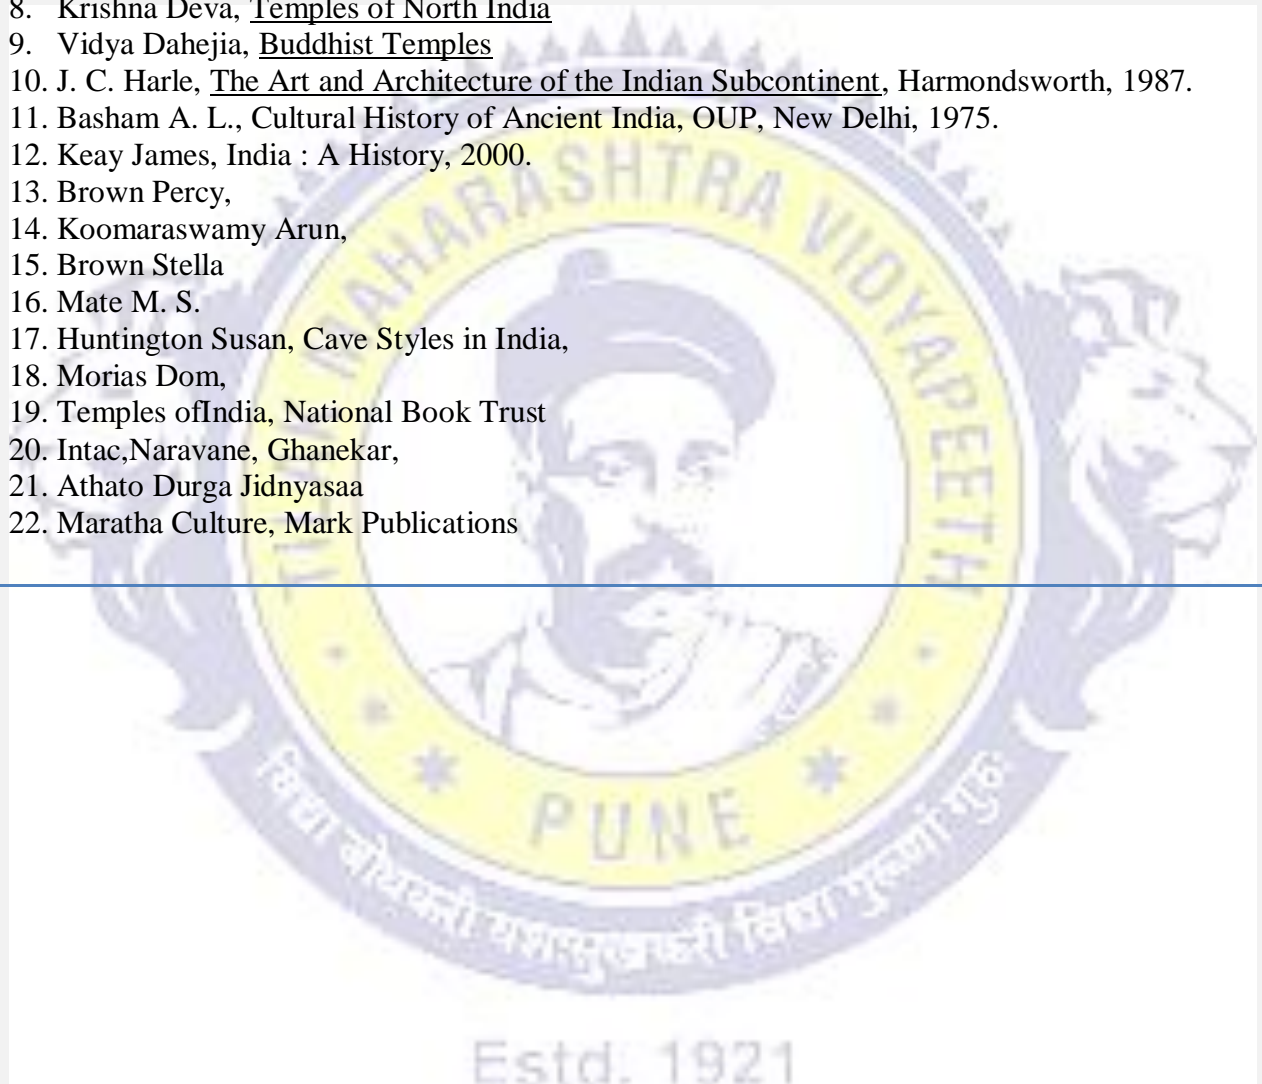 8. Krishna Deva, Temples of North India
9. Vidya Dahejia, Buddhist Temples
10. J. C. Harle, The Art and Architecture of the Indian Subcontinent, Harmondsworth, 1987.
11. Basham A. L., Cultural History of Ancient India, OUP, New Delhi, 1975.
12. Keay James, India : A History, 2000.
13. Brown Percy,
14. Koomaraswamy Arun,
15. Brown Stella
16. Mate M. S.
17. Huntington Susan, Cave Styles in India,
18. Morias Dom,
19. Temples ofIndia, National Book Trust
20. Intac,Naravane, Ghanekar,
21. Athato Durga Jidnyasaa
22. Maratha Culture, Mark Publications
TILAK MAHARASHTRA VIDYAPEETH
PUNE
Estd. 1921